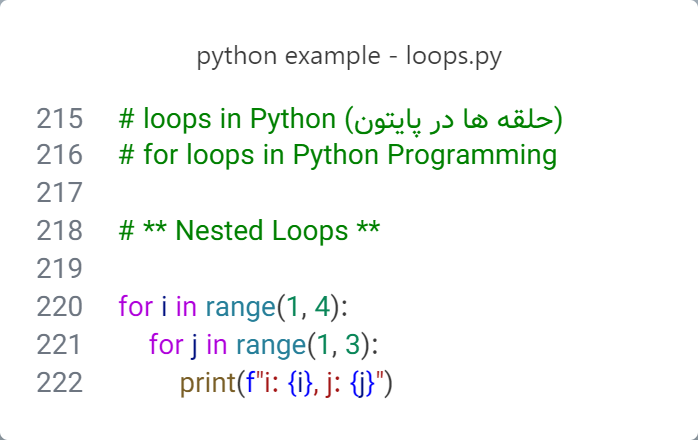 python example - loops.py
215 # loops in Python (حلقه ها در پایتون)
216 # for loops in Python Programming
217
218 # ** Nested Loops **
219
220 for i in range(1, 4):
221     for j in range(1, 3):
222         print(f"i: {i}, j: {j}")